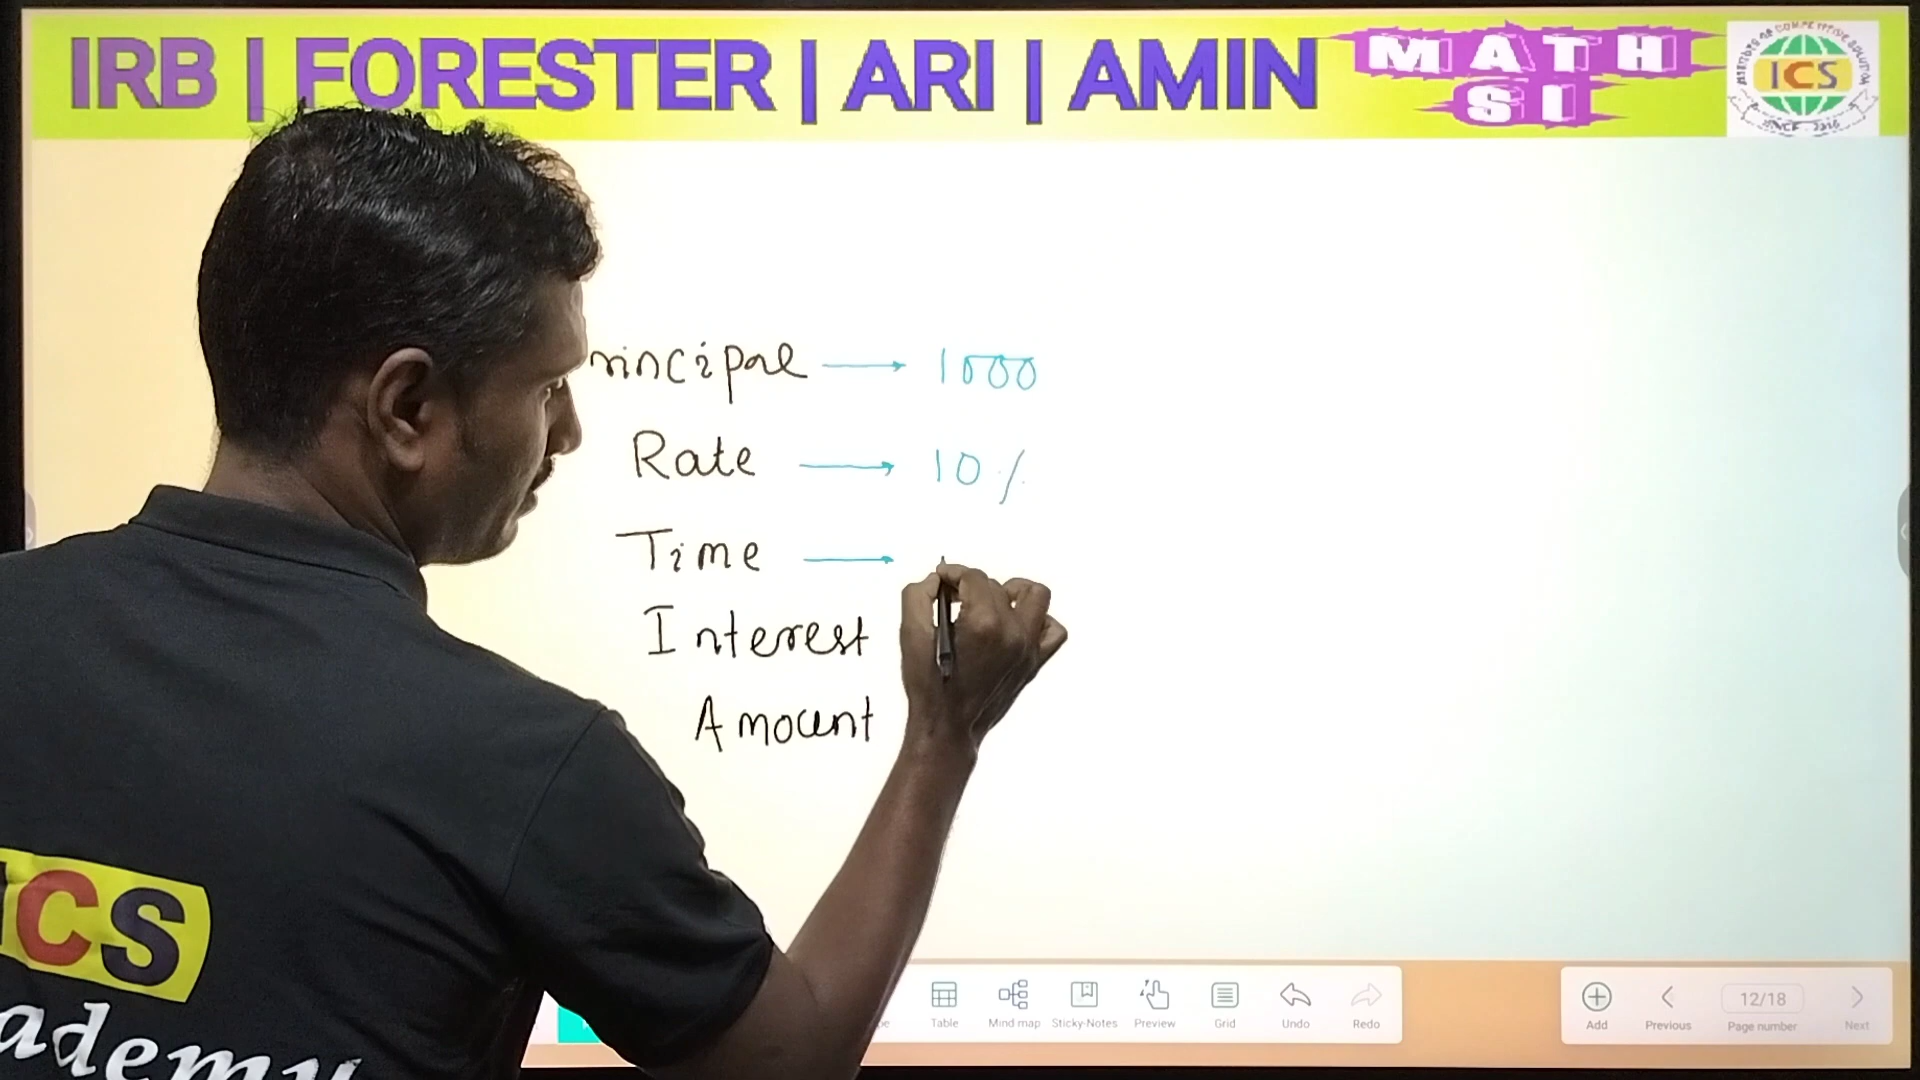 IRB | FORESTER | ARI | AMIN
MATH
SI
ICS
rincipal → 1000
Rate → 10%
Time →
Interest
Amount
ICS
ademy
Table
Mind map
Sticky-Notes
Preview
Grid
Undo
Redo
Add
Previous
12/18
Page number
Next